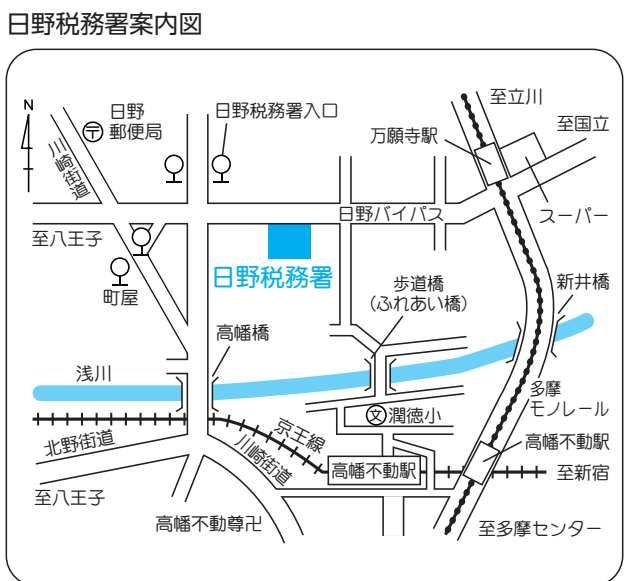 日野税務署案内図
N
日野
郵便局
日野税務署入口
至立川
万願寺駅
至国立
川崎街道
日野バイパス
スーパー
至八王子
日野税務署
町屋
歩道橋
(ふれあい橋)
新井橋
高幡橋
浅川
多摩
モノレール
文
潤徳小
北野街道
京王線
川崎街道
高幡不動駅
高幡不動駅
至新宿
至八王子
高幡不動尊卍
至多摩センター